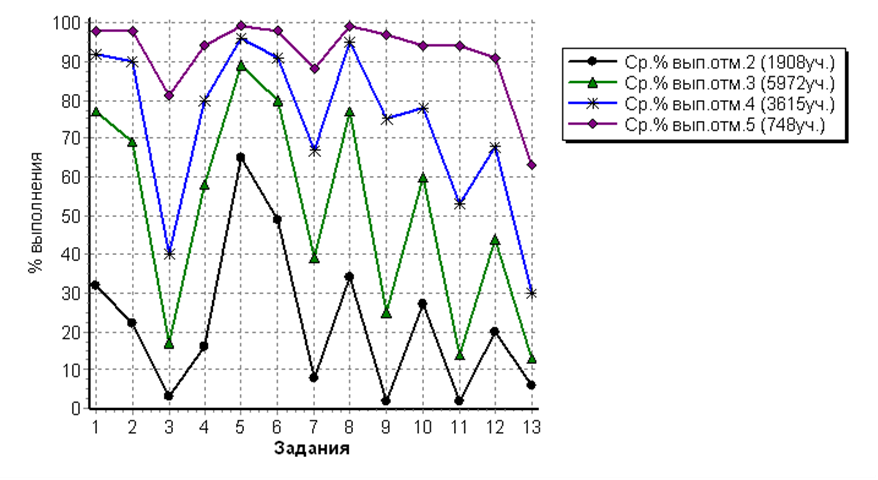 100
90
80
70
60
50
40
30
20
10
0
% выполнения
1 2 3 4 5 6 7 8 9 10 11 12 13
Задания
Ср.% вып.отм.2 (1908уч.)
Ср.% вып.отм.3 (5972уч.)
Ср.% вып.отм.4 (3615уч.)
Ср.% вып.отм.5 (748уч.)